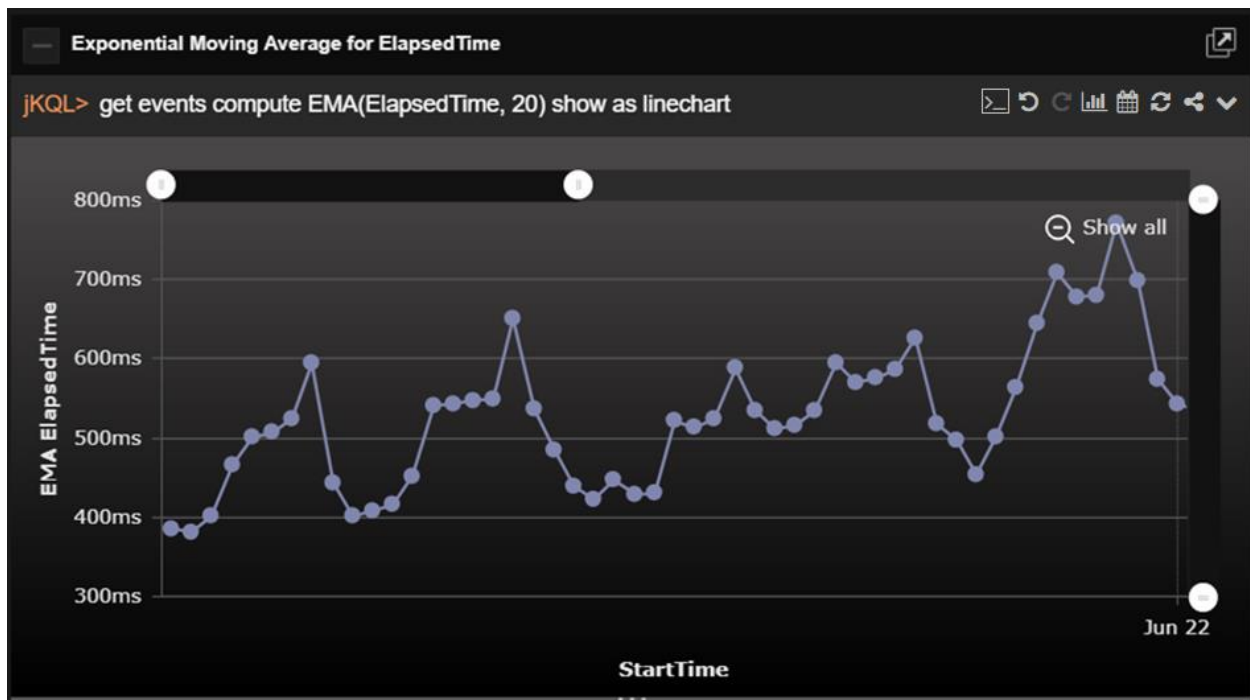 Exponential Moving Average for ElapsedTime
jKQL> get events compute EMA(ElapsedTime, 20) show as linechart
800ms
Show all
700ms
600ms
500ms
400ms
300ms
EMA ElapsedTime
Jun 22
StartTime